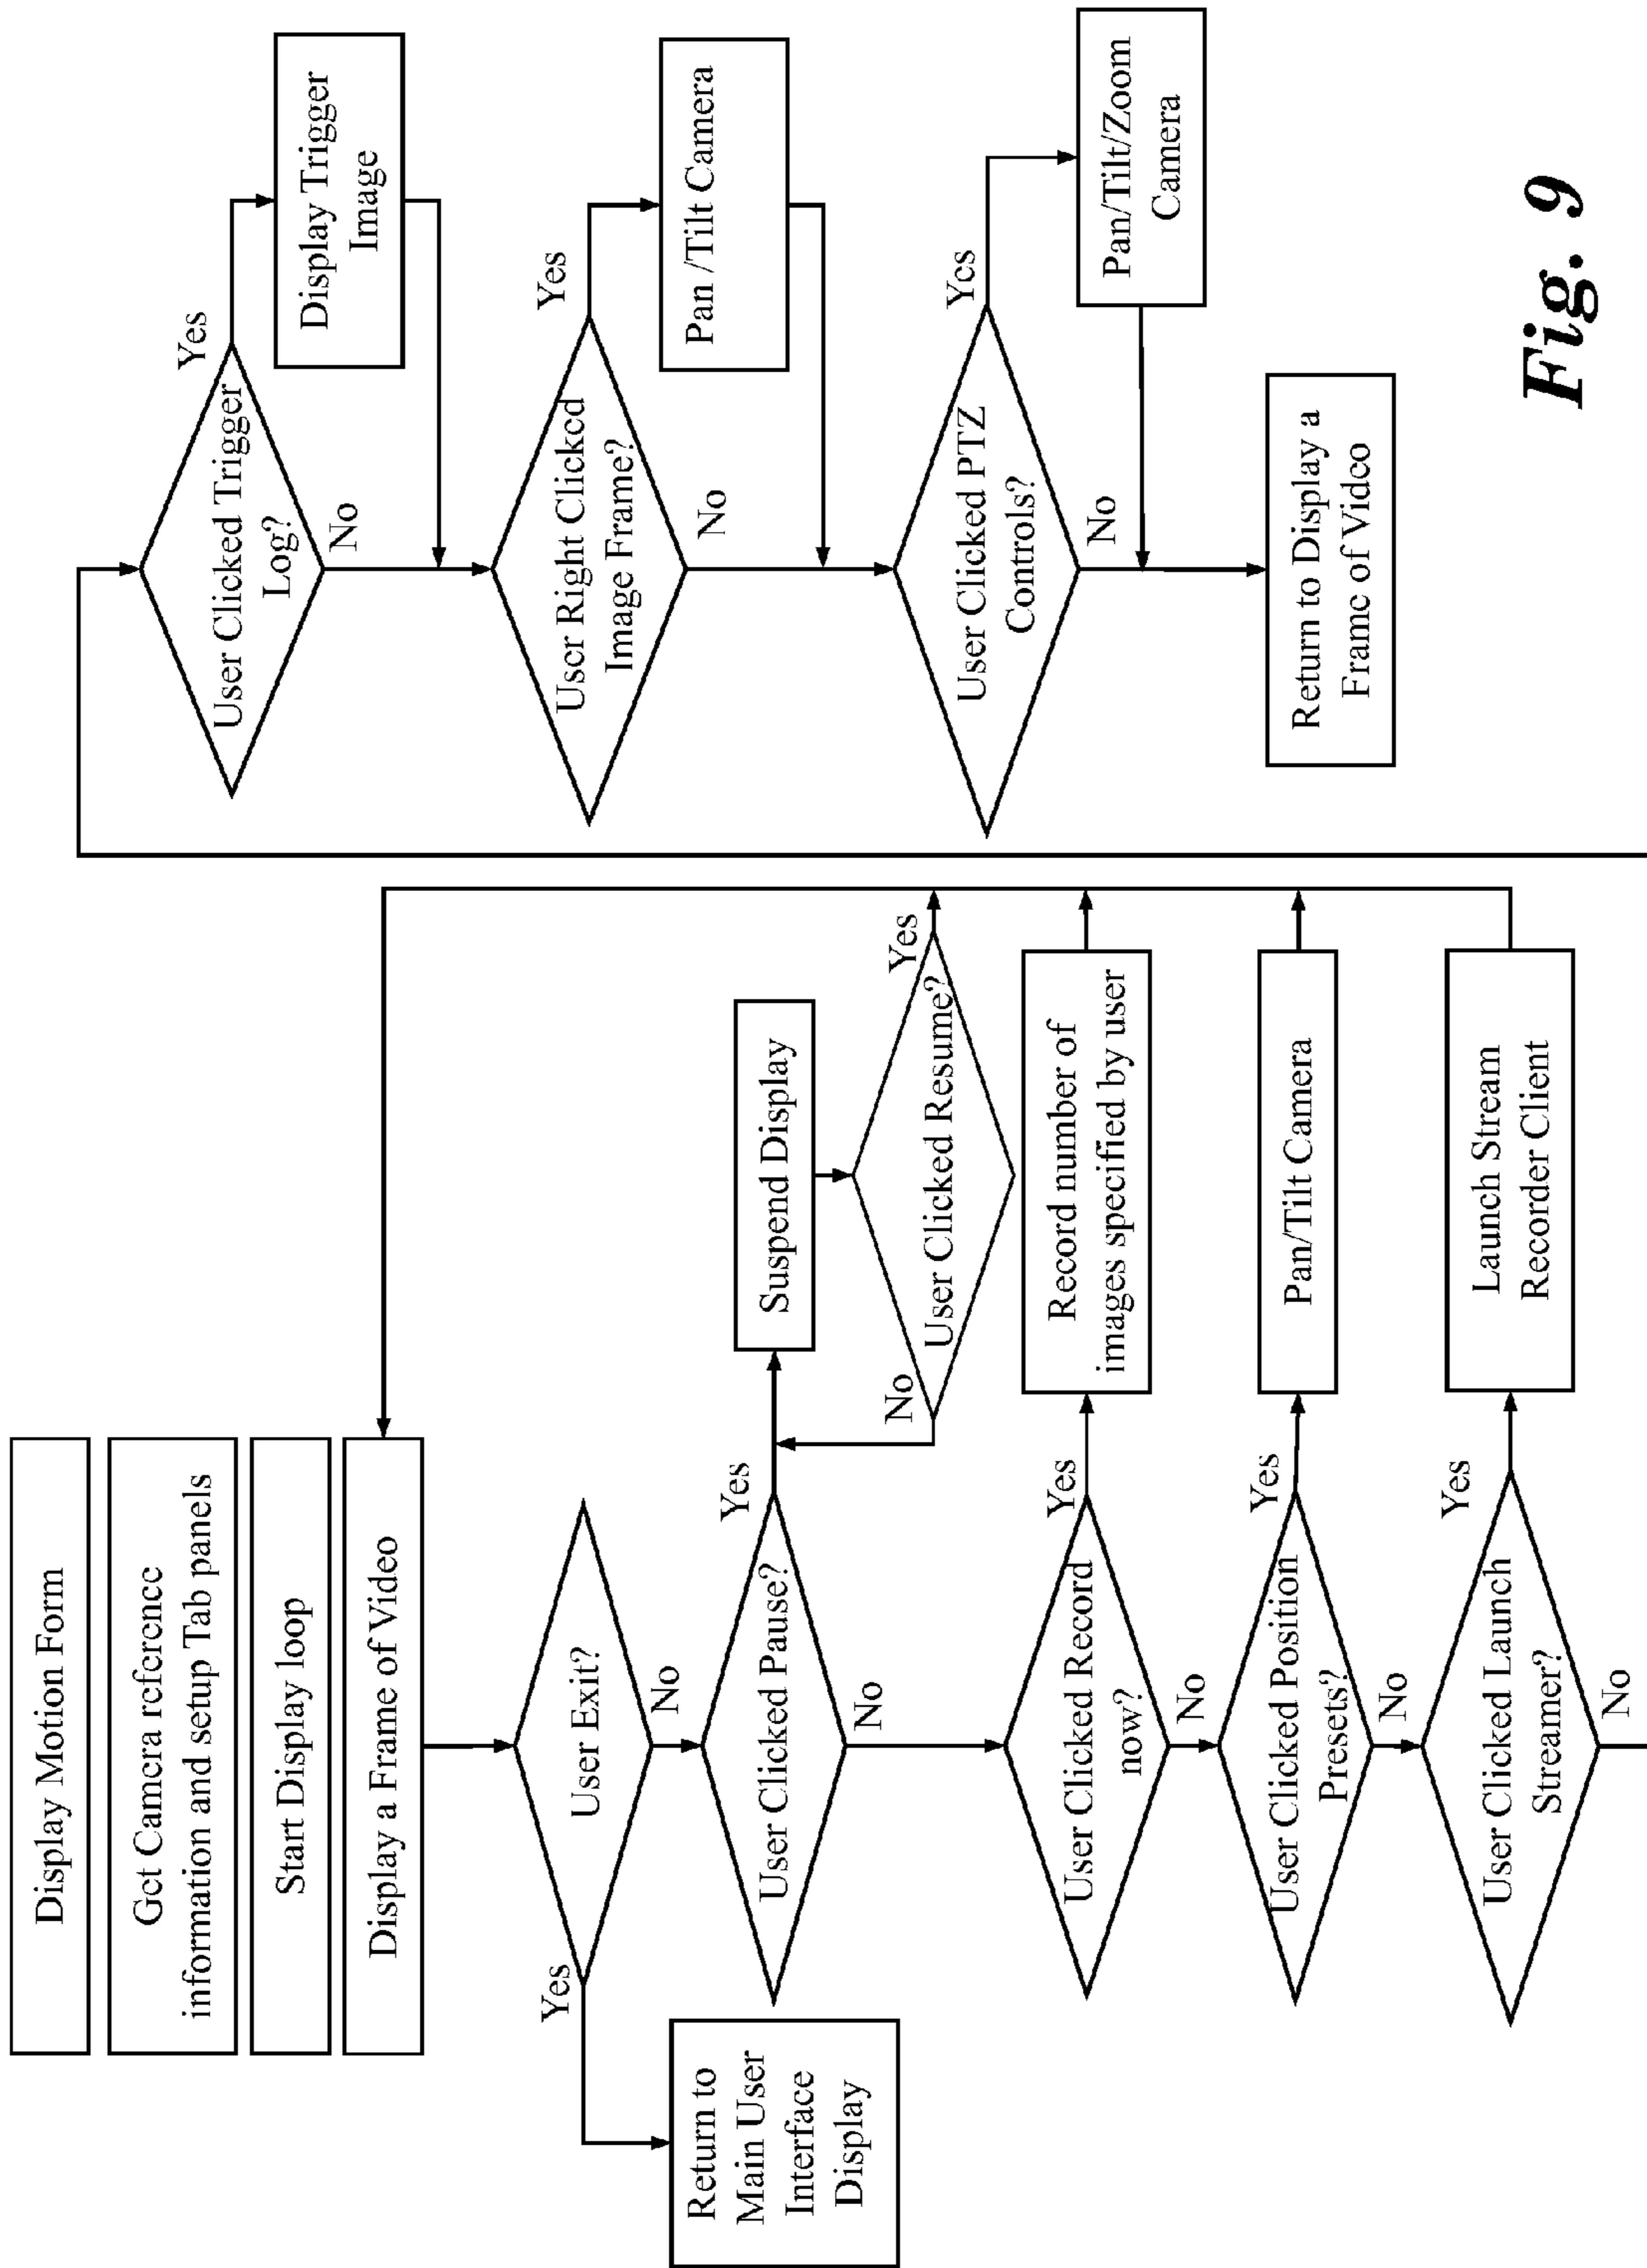 Display Motion Form
Get Camera reference
information and setup Tab panels
Start Display loop
Display a Frame of Video
User Exit?
Yes
No
Return to
Main User
Interface
Display
User Clicked Pause?
Yes
No
Suspend Display
User Clicked Resume?
Yes
No
User Clicked Record
now?
Yes
No
Record number of
images specified by user
User Clicked Position
Presets?
Yes
No
Pan/Tilt Camera
User Clicked Launch
Streamer?
Yes
No
Launch Stream
Recorder Client
User Clicked Trigger
Log?
Yes
No
Display Trigger
Image
User Right Clicked
Image Frame?
Yes
No
Pan /Tilt Camera
User Clicked PTZ
Controls?
Yes
No
Pan/Tilt/Zoom
Camera
Return to Display a
Frame of Video
Fig. 9